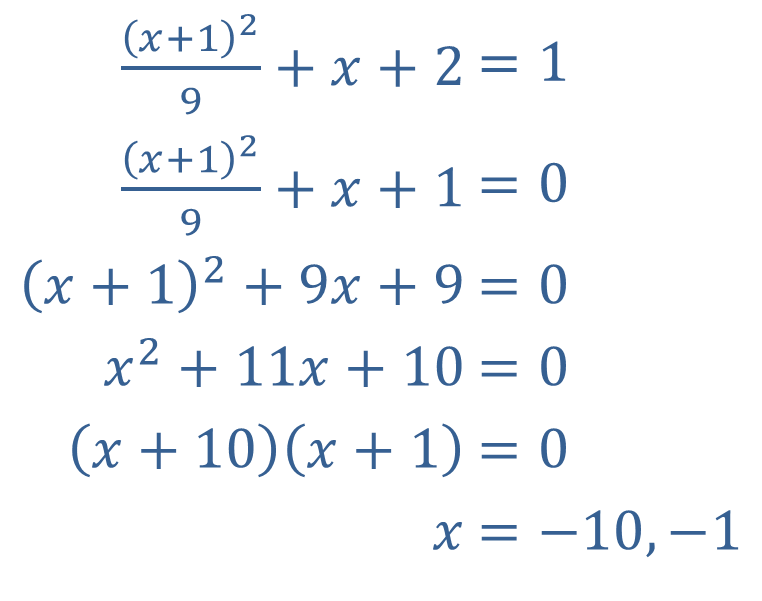 (x+1)²/9 + x + 2 = 1
(x+1)²/9 + x + 1 = 0
(x + 1)² + 9x + 9 = 0
x² + 11x + 10 = 0
(x + 10)(x + 1) = 0
x = −10, −1